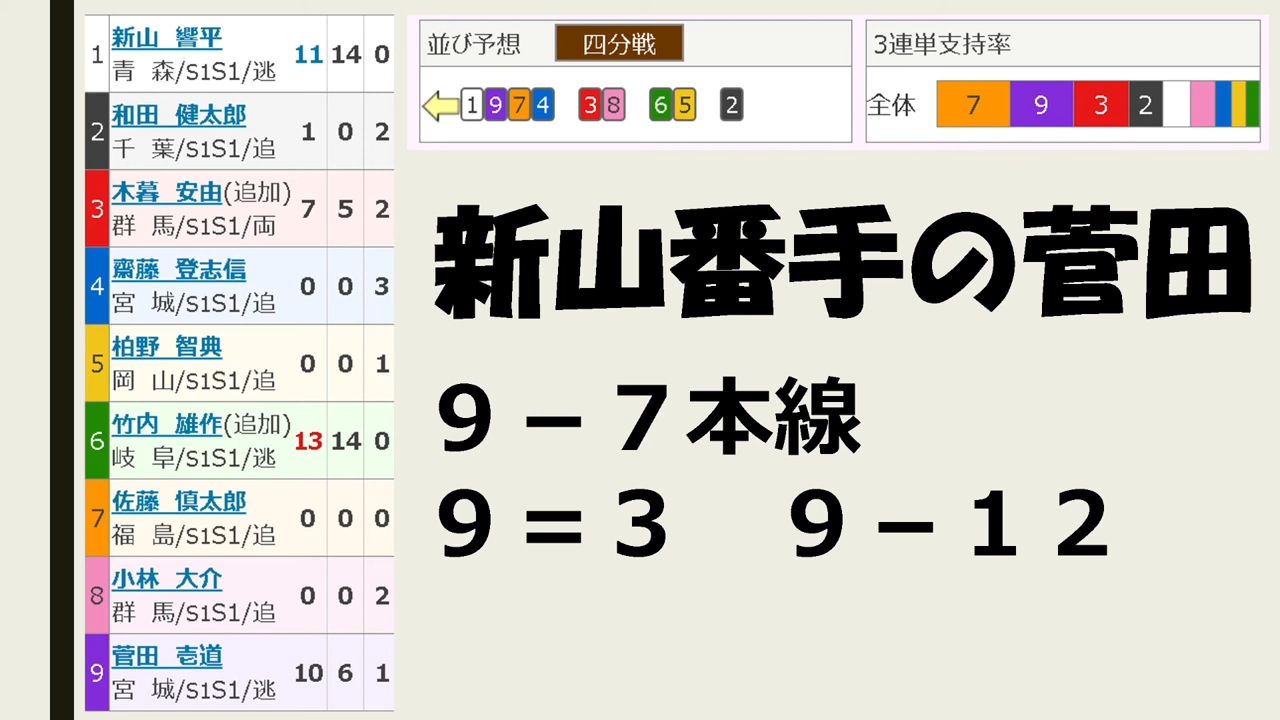 1 新山 響平 11 14 0
青 森/S1S1/逃
2 和田 健太郎 1 0 2
千 葉/S1S1/追
3 木暮 安由(追加) 7 5 2
群 馬/S1S1/両
4 齋藤 登志信 0 0 3
宮 城/S1S1/追
5 柏野 智典 0 0 1
岡 山/S1S1/追
6 竹内 雄作(追加) 13 14 0
岐 阜/S1S1/逃
7 佐藤 慎太郎 0 0 0
福 島/S1S1/追
8 小林 大介 0 0 2
群 馬/S1S1/追
9 菅田 壱道 10 6 1
宮 城/S1S1/逃
並び予想 四分戦
1 9 7 4 3 8 6 5 2
3連単支持率
全体 7 9 3 2
新山番手の菅田
9-7本線
9=3 9-12